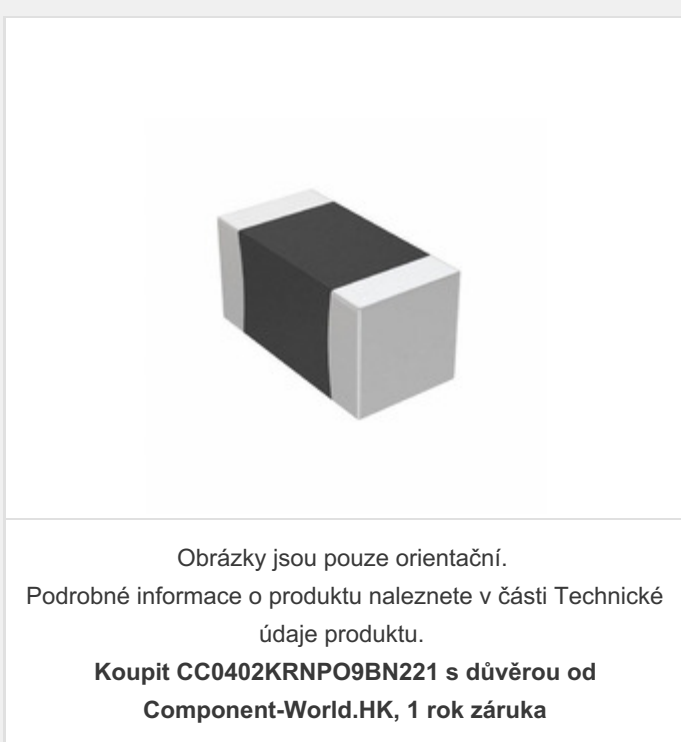 Obrázky jsou pouze orientační.
Podrobné informace o produktu naleznete v části Technické
údaje produktu.
Koupit CC0402KRNPO9BN221 s důvěrou od
Component-World.HK, 1 rok záruka